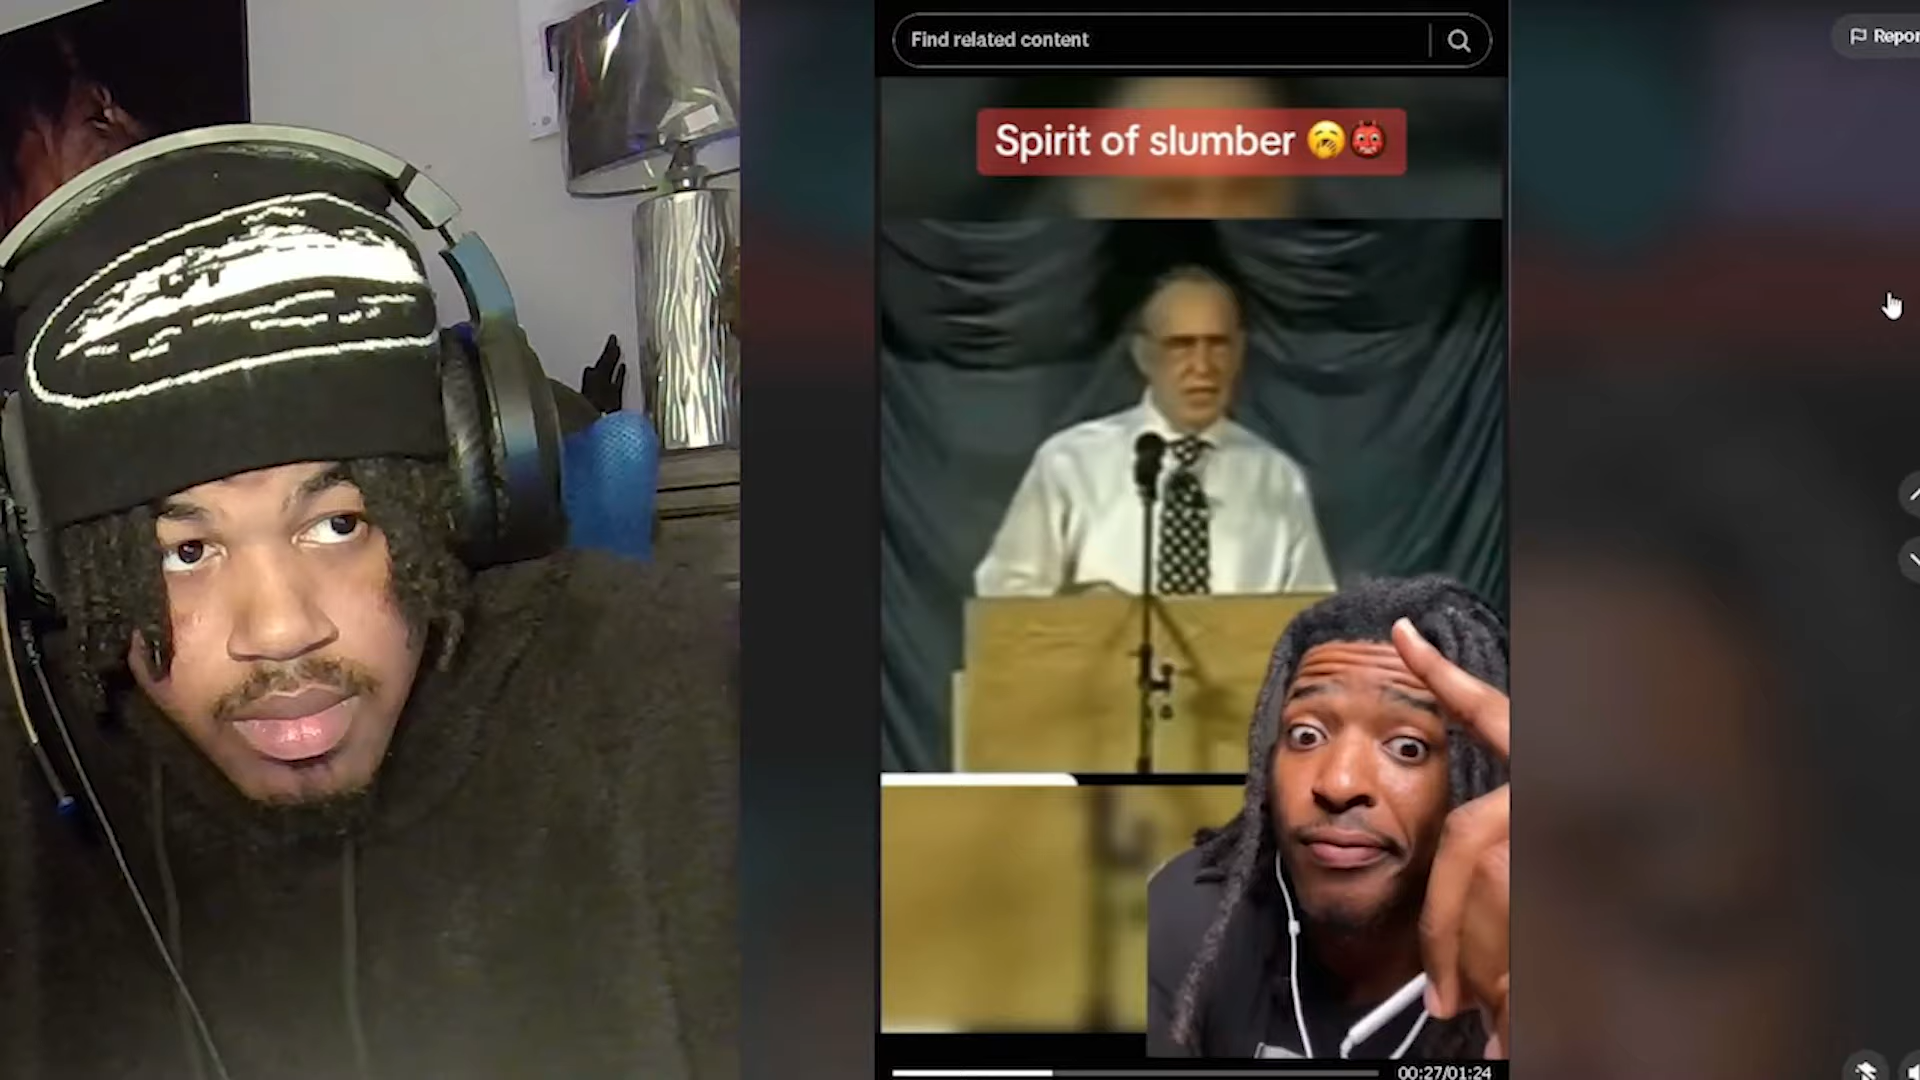 Find related content
Repor
Spirit of slumber 🥱👹
00:27/01:24